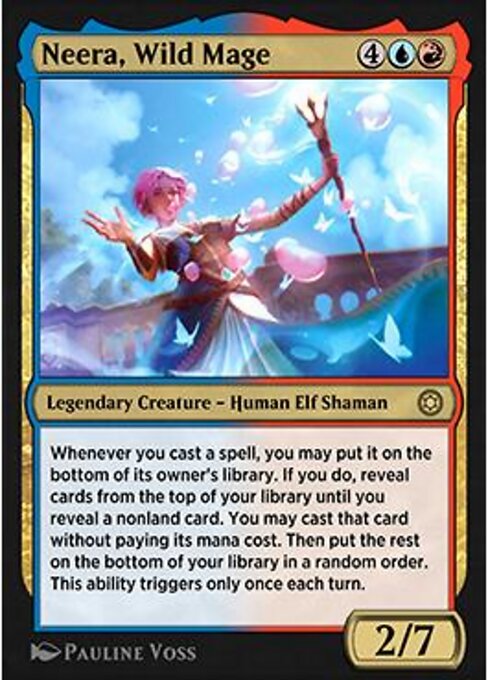 Neera, Wild Mage 4
Legendary Creature – Human Elf Shaman
Whenever you cast a spell, you may put it on the
bottom of its owner's library. If you do, reveal
cards from the top of your library until you
reveal a nonland card. You may cast that card
without paying its mana cost. Then put the rest
on the bottom of your library in a random order.
This ability triggers only once each turn.
2/7
Pauline Voss